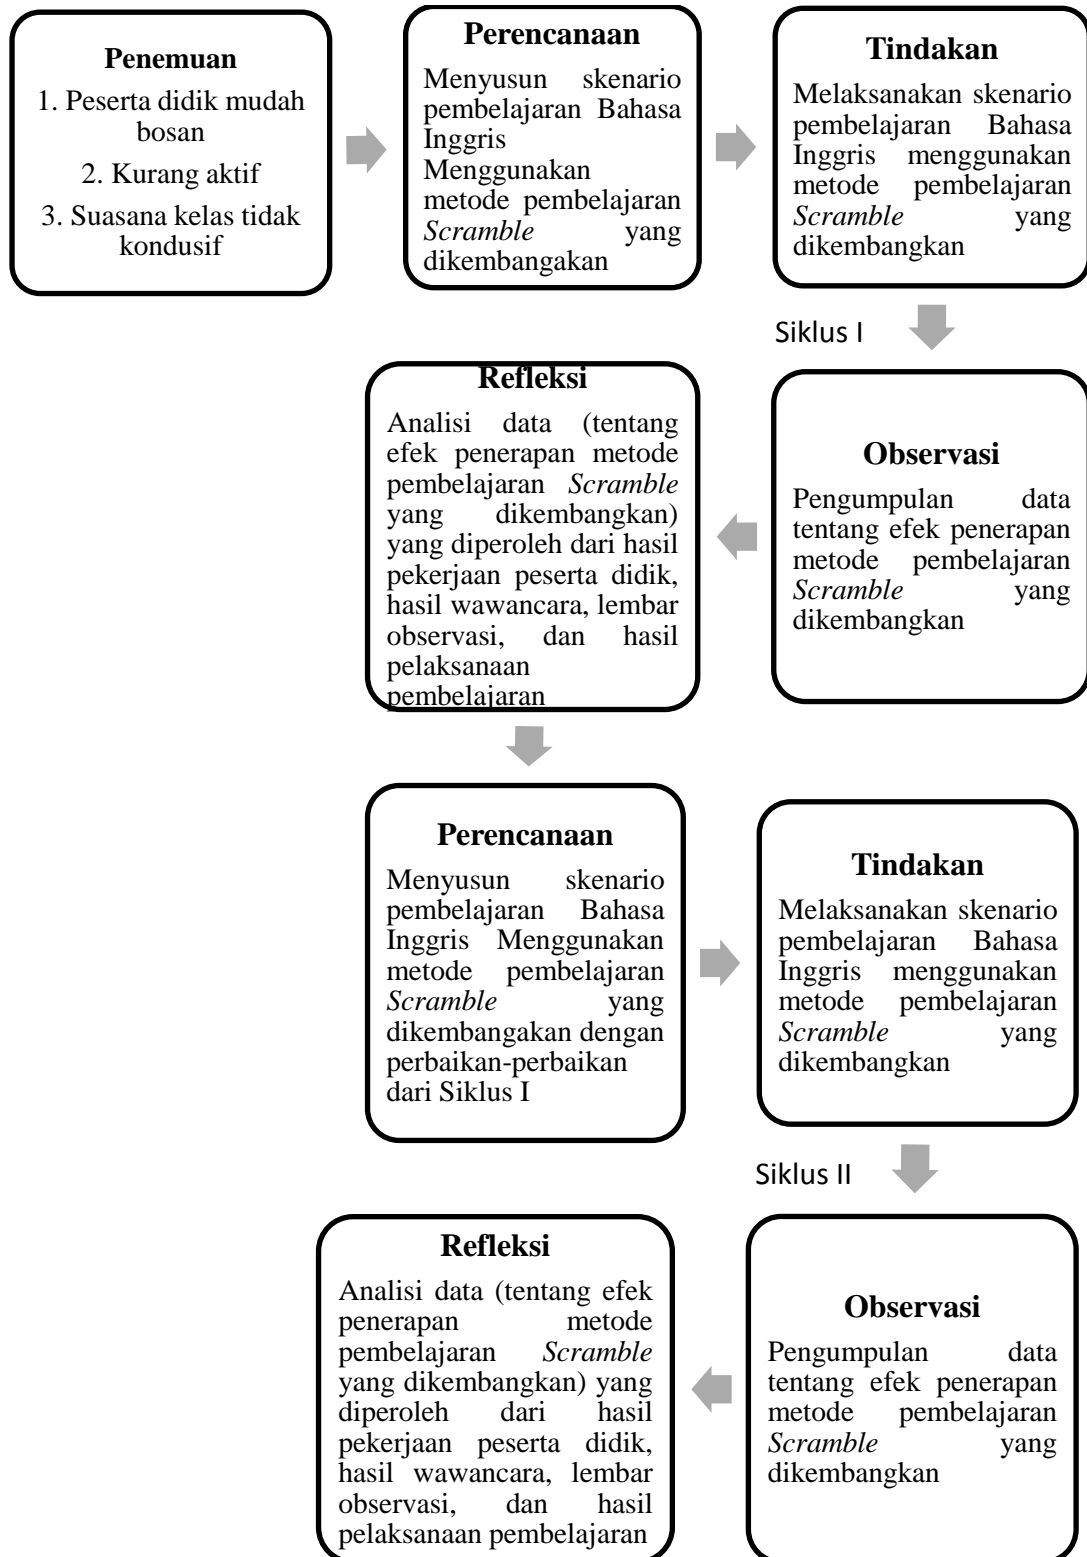 Penemuan
1. Peserta didik mudah
bosan
2. Kurang aktif
3. Suasana kelas tidak
kondusif
Perencanaan
Menyusun skenario
pembelajaran Bahasa
Inggris
Menggunakan
metode pembelajaran
Scramble yang
dikembangakan
Tindakan
Melaksanakan skenario
pembelajaran Bahasa
Inggris menggunakan
metode pembelajaran
Scramble yang
dikembangkan
Siklus I
Observasi
Pengumpulan data
tentang efek penerapan
metode pembelajaran
Scramble yang
dikembangkan
Refleksi
Analisi data (tentang
efek penerapan metode
pembelajaran Scramble
yang dikembangkan)
yang diperoleh dari hasil
pekerjaan peserta didik,
hasil wawancara, lembar
observasi, dan hasil
pelaksanaan
pembelajaran
Perencanaan
Menyusun skenario
pembelajaran Bahasa
Inggris Menggunakan
metode pembelajaran
Scramble yang
dikembangakan dengan
perbaikan-perbaikan
dari Siklus I
Tindakan
Melaksanakan skenario
pembelajaran Bahasa
Inggris menggunakan
metode pembelajaran
Scramble yang
dikembangkan
Siklus II
Observasi
Pengumpulan data
tentang efek penerapan
metode pembelajaran
Scramble yang
dikembangkan
Refleksi
Analisi data (tentang efek
penerapan metode
pembelajaran Scramble
yang dikembangkan) yang
diperoleh dari hasil
pekerjaan peserta didik,
hasil wawancara, lembar
observasi, dan hasil
pelaksanaan pembelajaran